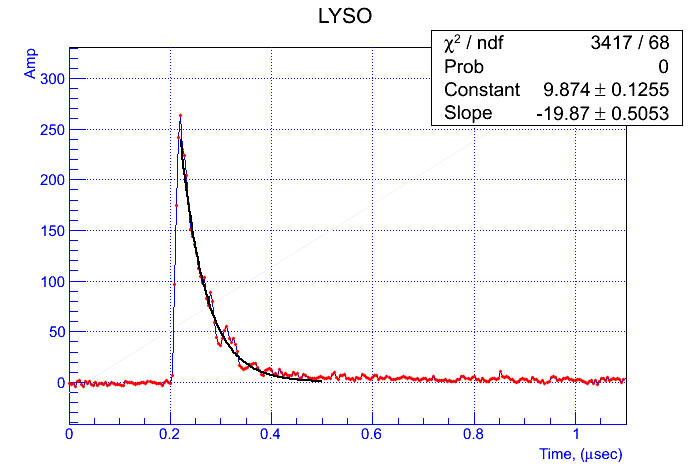 LYSO
χ² / ndf 3417 / 68
Prob 0
Constant 9.874 ± 0.1255
Slope -19.87 ± 0.5053
Amp
300
250
200
150
100
50
0
0 0.2 0.4 0.6 0.8 1
Time, (μsec)